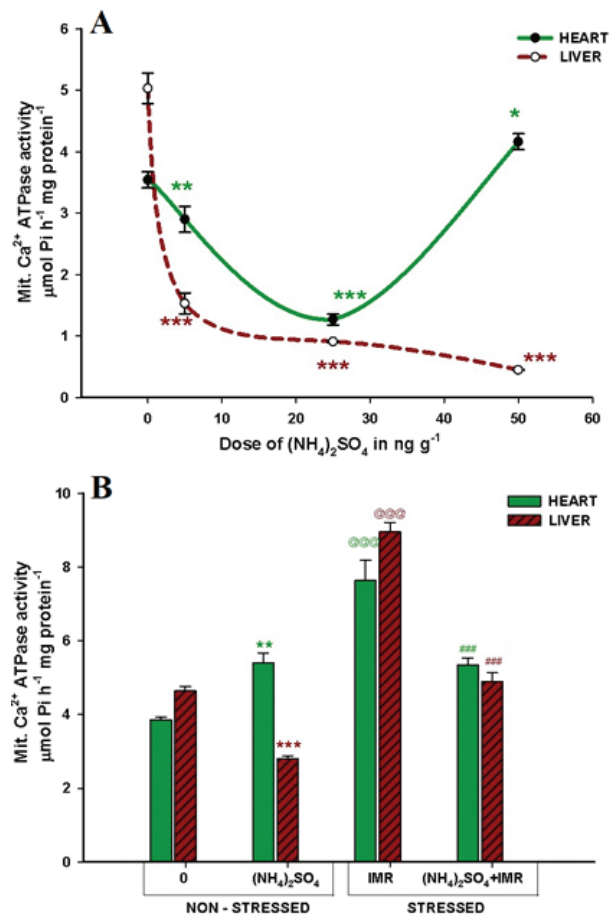 A
HEART
LIVER
Mit. Ca²⁺ ATPase activity
μmol Pi h⁻¹ mg protein⁻¹
6
5
4
3
2
1
0
**
***
***
***
*
***
0 10 20 30 40 50 60
Dose of (NH₄)₂SO₄ in ng g⁻¹
B
HEART
LIVER
Mit. Ca²⁺ ATPase activity
μmol Pi h⁻¹ mg protein⁻¹
10
8
6
4
2
0
**
***
@@@
@@@
###
###
0 (NH₄)₂SO₄ IMR (NH₄)₂SO₄+IMR
NON - STRESSED STRESSED